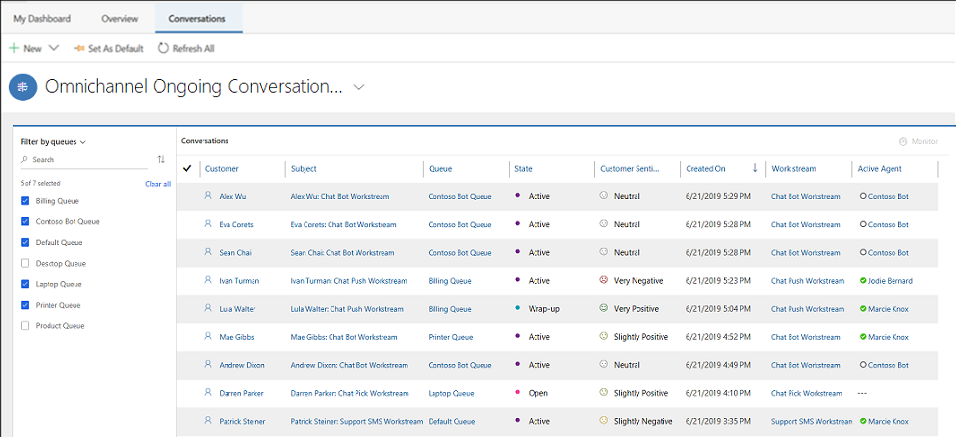 My Dashboard Overview Conversations
New Set As Default Refresh All
Omnichannel Ongoing Conversation...
Filter by queues
Search
5 of 7 selected Clear all
Billing Queue
Contoso Bot Queue
Default Queue
Desctop Queue
Laptop Queue
Printer Queue
Product Queue
Conversations Monitor
Customer Subject Queue State Customer Senti... Created On Workstream Active Agent
Alex Wu Alex Wu: Chat Bot Workstream Contoso Bot Queue Active Neutral 6/21/2019 5:29 PM Chat Bot Workstream Contoso Bot
Eva Corets Eva Corets: Chat Bot Workstream Contoso Bot Queue Active Neutral 6/21/2019 5:28 PM Chat Bot Workstream Contoso Bot
Sean Chai Sean Chai: Chat Bot Workstream Contoso Bot Queue Active Neutral 6/21/2019 5:28 PM Chat Bot Workstream Contoso Bot
Ivan Turman Ivan Turman: Chat Push Workstream Billing Queue Active Very Negative 6/21/2019 5:23 PM Chat Push Workstream Jodie Bernard
Lula Walter Lula Walter: Chat Push Workstream Billing Queue Wrap-up Very Positive 6/21/2019 5:04 PM Chat Push Workstream Marcie Knox
Mae Gibbs Mae Gibbs: Chat Bot Workstream Printer Queue Active Slightly Positive 6/21/2019 4:52 PM Chat Bot Workstream Marcie Knox
Andrew Dixon Andrew Dixon: Chat Bot Workstream Contoso Bot Queue Active Neutral 6/21/2019 4:49 PM Chat Bot Workstream Contoso Bot
Darren Parker Darren Parker: Chat Pick Workstream Laptop Queue Open Slightly Positive 6/21/2019 4:10 PM Chat Pick Workstream ---
Patrick Steiner Patrick Steiner: Support SMS Workstream Default Queue Active Slightly Negative 6/21/2019 3:35 PM Support SMS Workstream Marcie Knox